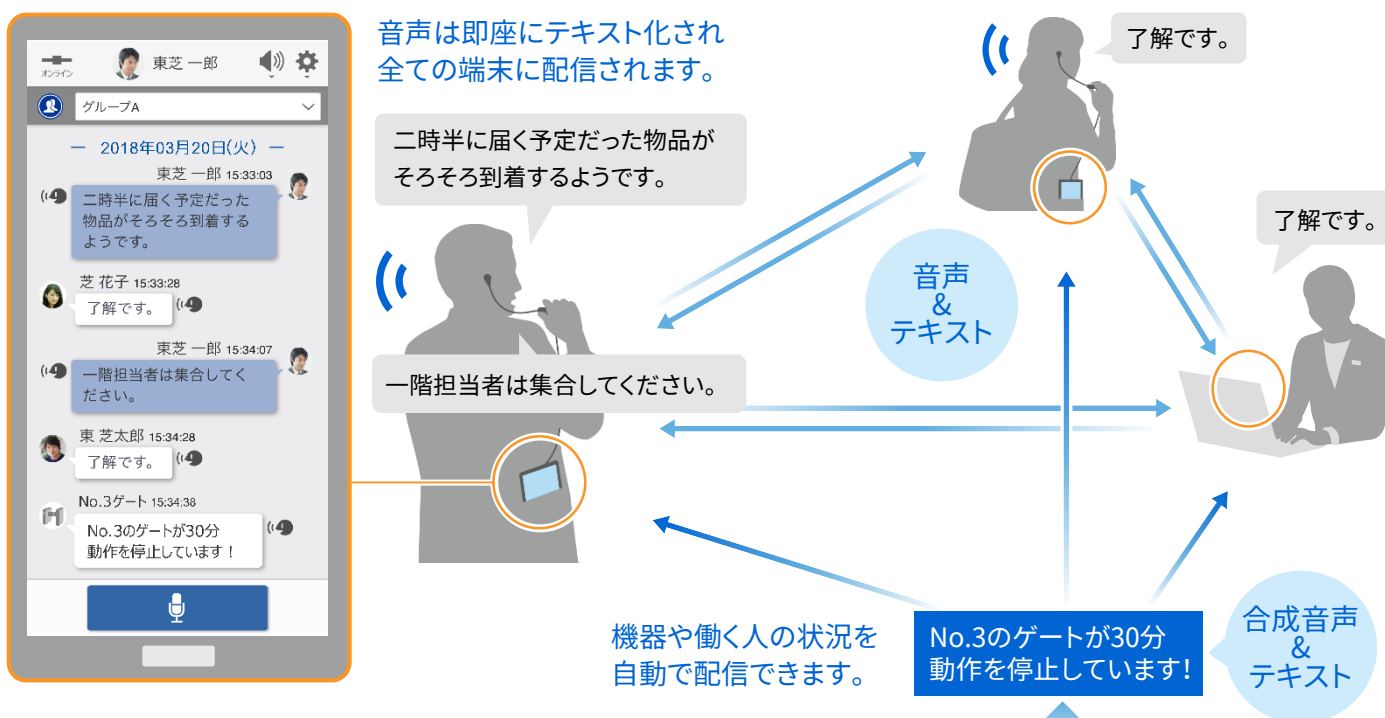 オンライン
東芝 一郎
グループA
2018年03月20日(火)
東芝 一郎 15:33:03
二時半に届く予定だった
物品がそろそろ到着する
ようです。
芝 花子 15:33:28
了解です。
東芝 一郎 15:34:07
一階担当者は集合してく
ださい。
東 芝太郎 15:34:28
了解です。
No.3ゲート 15:34:38
No.3のゲートが30分
動作を停止しています！
音声は即座にテキスト化され
全ての端末に配信されます。
二時半に届く予定だった物品が
そろそろ到着するようです。
一階担当者は集合してください。
了解です。
了解です。
音声
&
テキスト
機器や働く人の状況を
自動で配信できます。
No.3のゲートが30分
動作を停止しています!
合成音声
&
テキスト